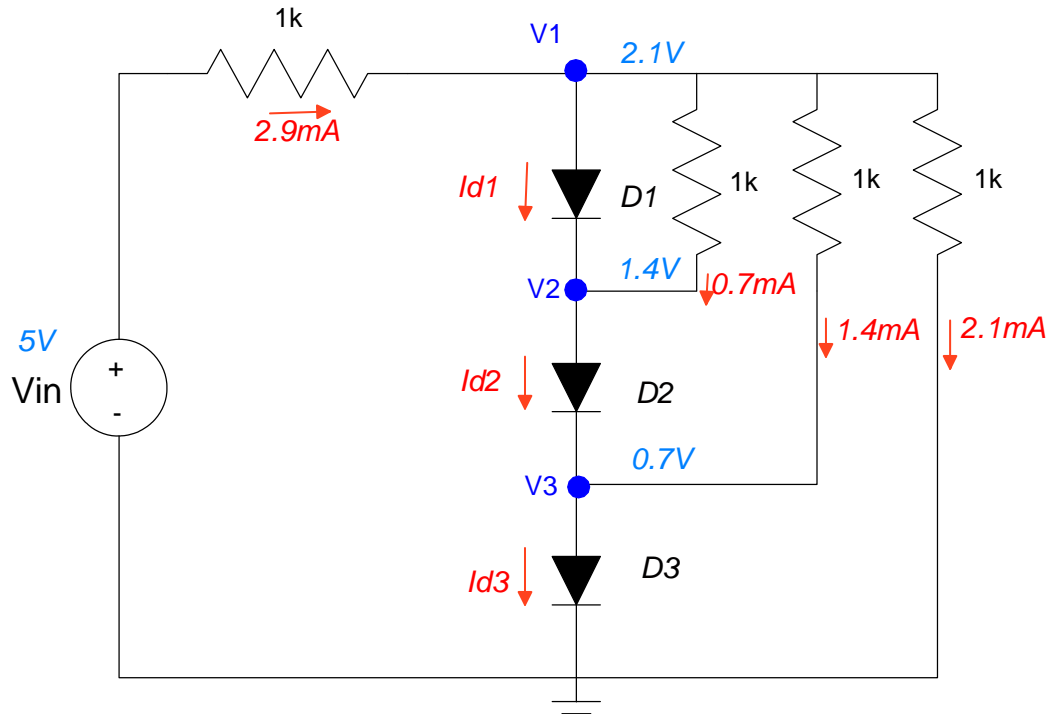 1k
V1
2.1V
2.9mA
Id1
D1
1k
1k
1k
1.4V
V2
0.7mA
1.4mA
2.1mA
5V
Vin
+
-
Id2
D2
0.7V
V3
Id3
D3